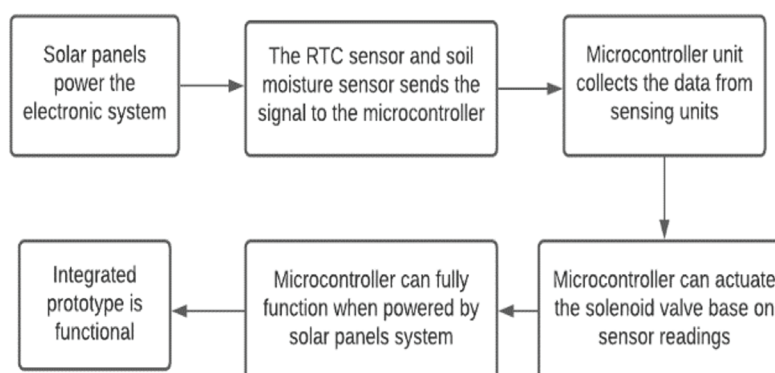 Solar panels
power the
electronic system
The RTC sensor and soil
moisture sensor sends the
signal to the microcontroller
Microcontroller unit
collects the data from
sensing units
Microcontroller can actuate
the solenoid valve base on
sensor readings
Microcontroller can fully
function when powered by
solar panels system
Integrated
prototype is
functional